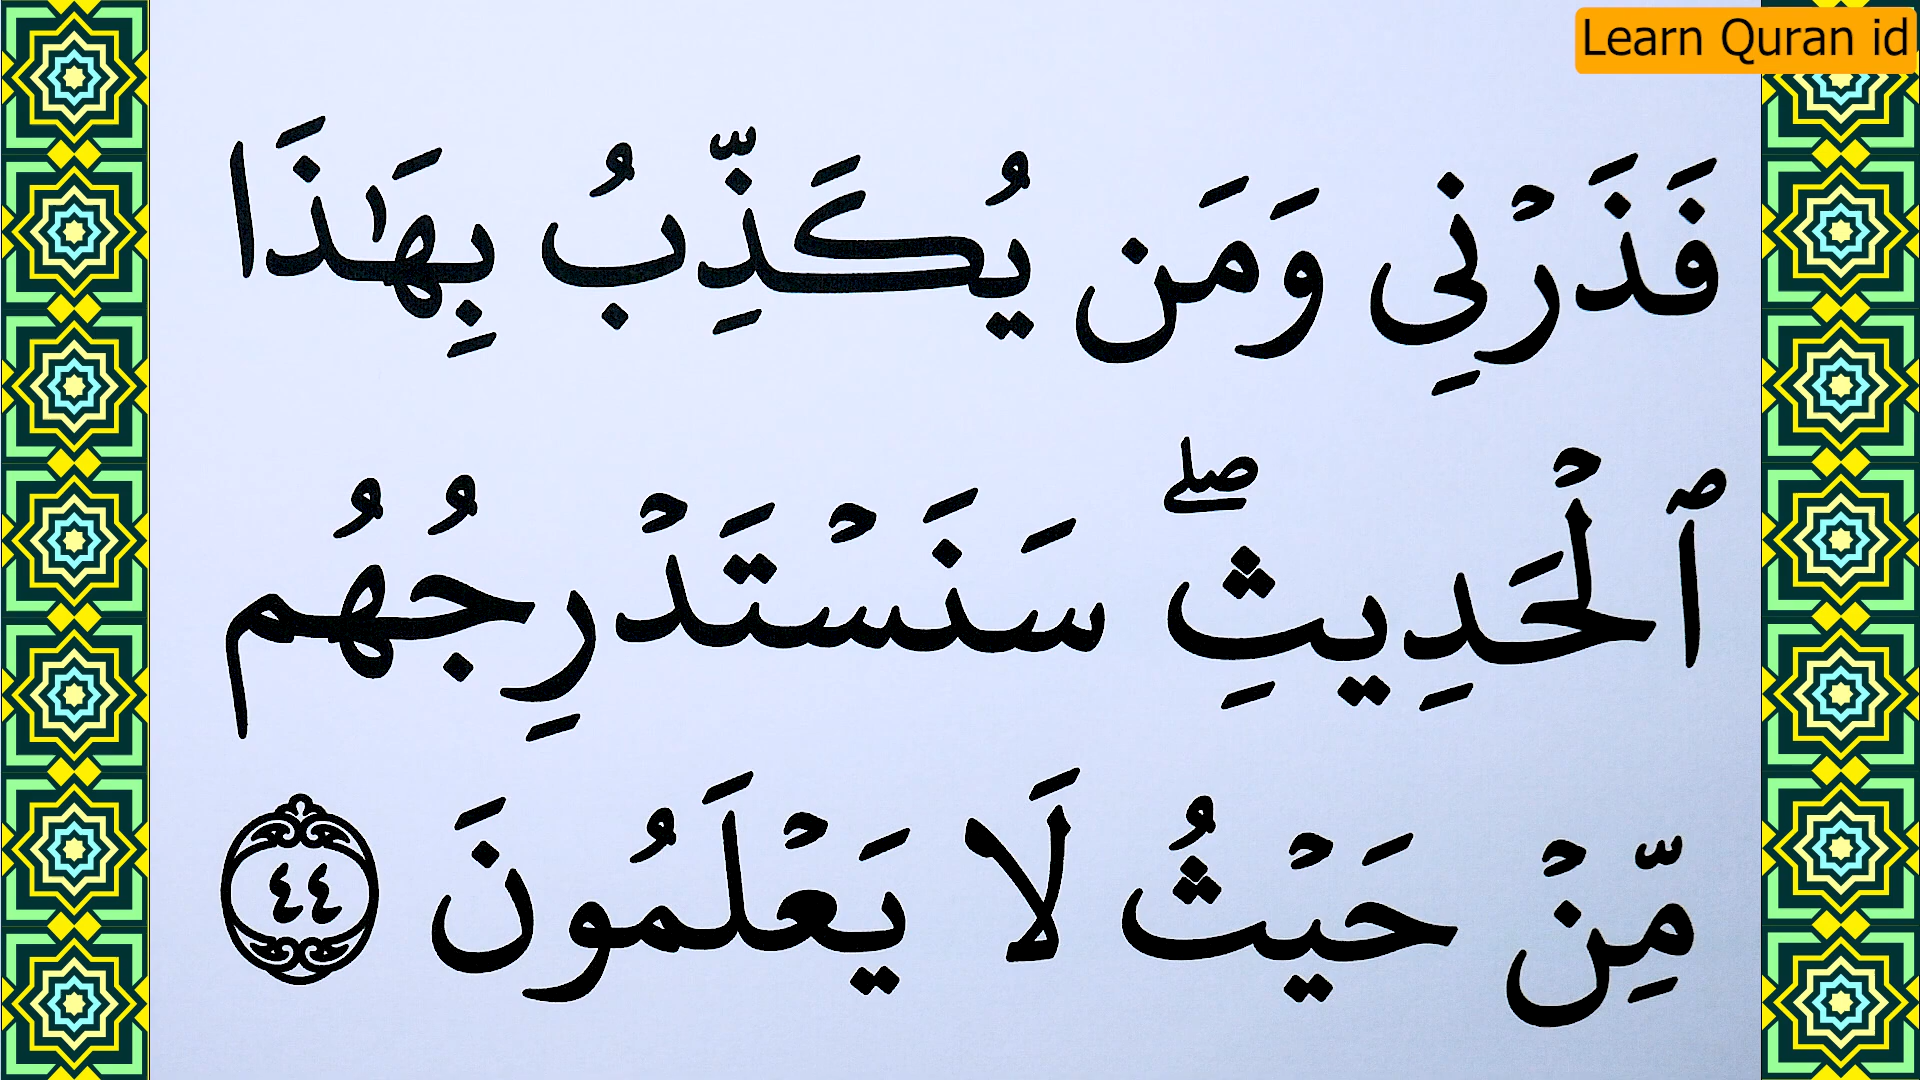 Learn Quran id
فَذَرْنِي وَمَن يُكَذِّبُ بِهَٰذَا
ٱلْحَدِيثِ ۖ سَنَسْتَدْرِجُهُم
مِّنْ حَيْثُ لَا يَعْلَمُونَ ٤٤